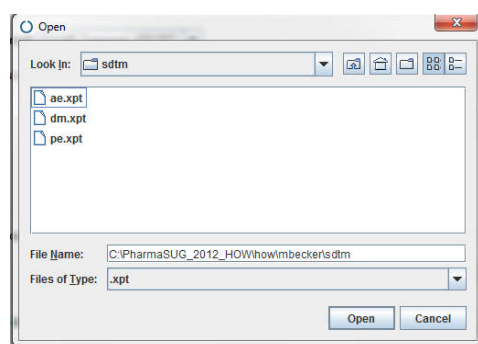 Open
Look In: sdtm
ae.xpt
dm.xpt
pe.xpt
File Name: C:\PharmaSUG_2012_HOW\how\mbecker\sdtm
Files of Type: .xpt
Open Cancel